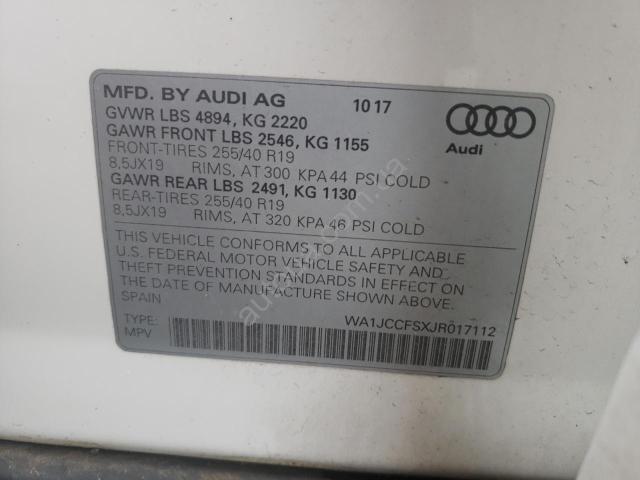 MFD. BY AUDI AG 10 17
GVWR LBS 4894, KG 2220
GAWR FRONT LBS 2546, KG 1155
FRONT-TIRES 255/40 R19
8,5JX19 RIMS, AT 300 KPA 44 PSI COLD
GAWR REAR LBS 2491, KG 1130
REAR-TIRES 255/40 R19
8,5JX19 RIMS, AT 320 KPA 46 PSI COLD
Audi
THIS VEHICLE CONFORMS TO ALL APPLICABLE
U.S. FEDERAL MOTOR VEHICLE SAFETY AND
THEFT PREVENTION STANDARDS IN EFFECT ON
THE DATE OF MANUFACTURE SHOWN ABOVE.
SPAIN
TYPE: WA1JCCFSXJR017112
MPV